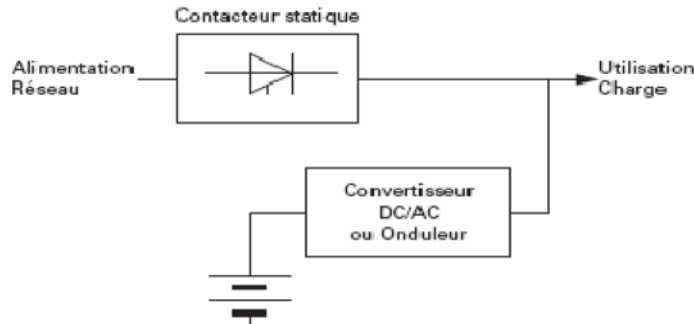 Contacteur statique
Alimentation
Réseau
Utilisation
Charge
Convertisseur
DC/AC
ou Onduleur